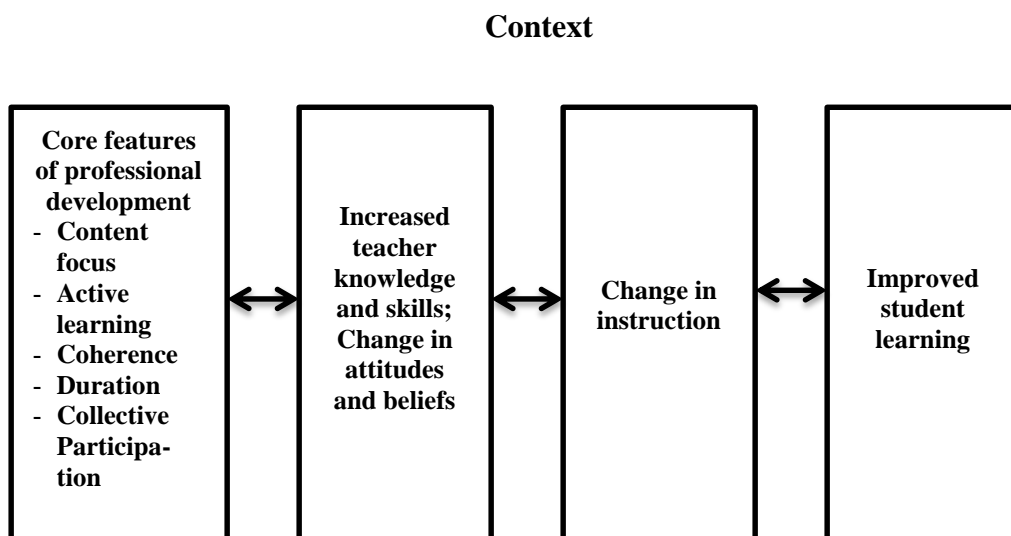 Context
Core features
of professional
development
- Content
focus
- Active
learning
- Coherence
- Duration
- Collective
Participa-
tion
Increased
teacher
knowledge
and skills;
Change in
attitudes
and beliefs
Change in
instruction
Improved
student
learning